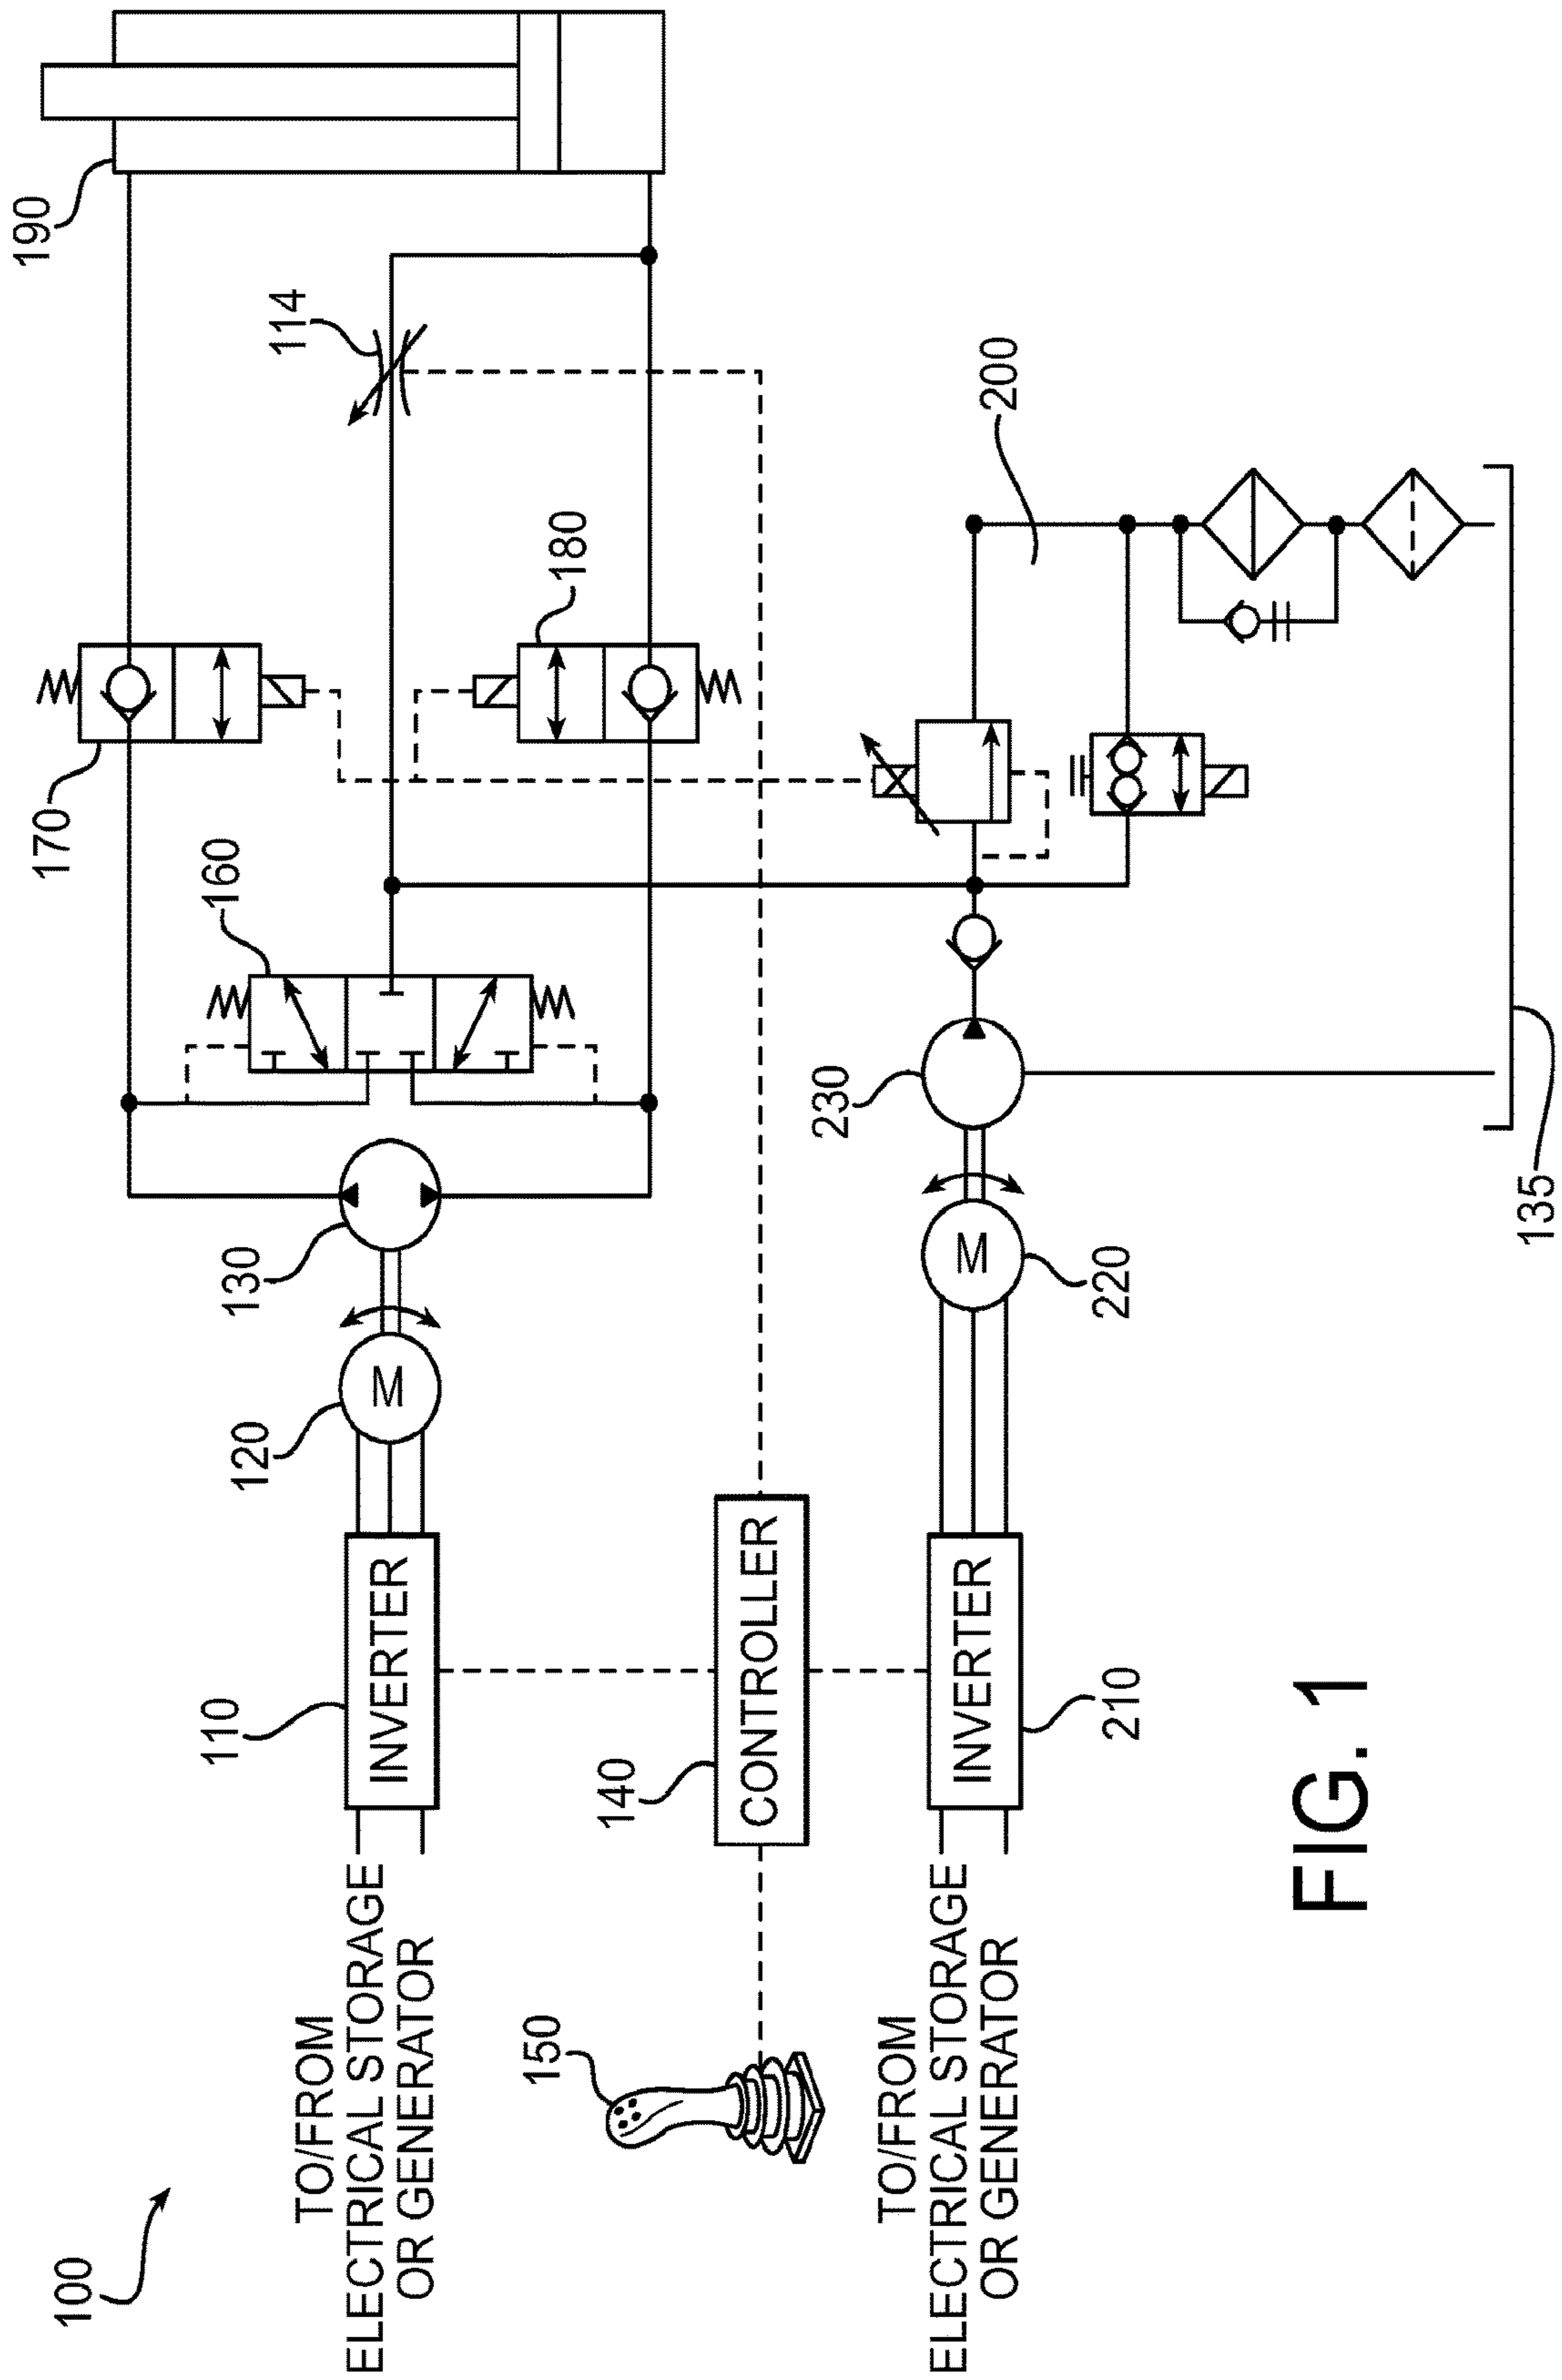 100
TO/FROM
ELECTRICAL STORAGE
OR GENERATOR
110
INVERTER
120
M
130
160
170
180
114
190
150
140
CONTROLLER
TO/FROM
ELECTRICAL STORAGE
OR GENERATOR
INVERTER
210
M
220
230
200
135
FIG. 1